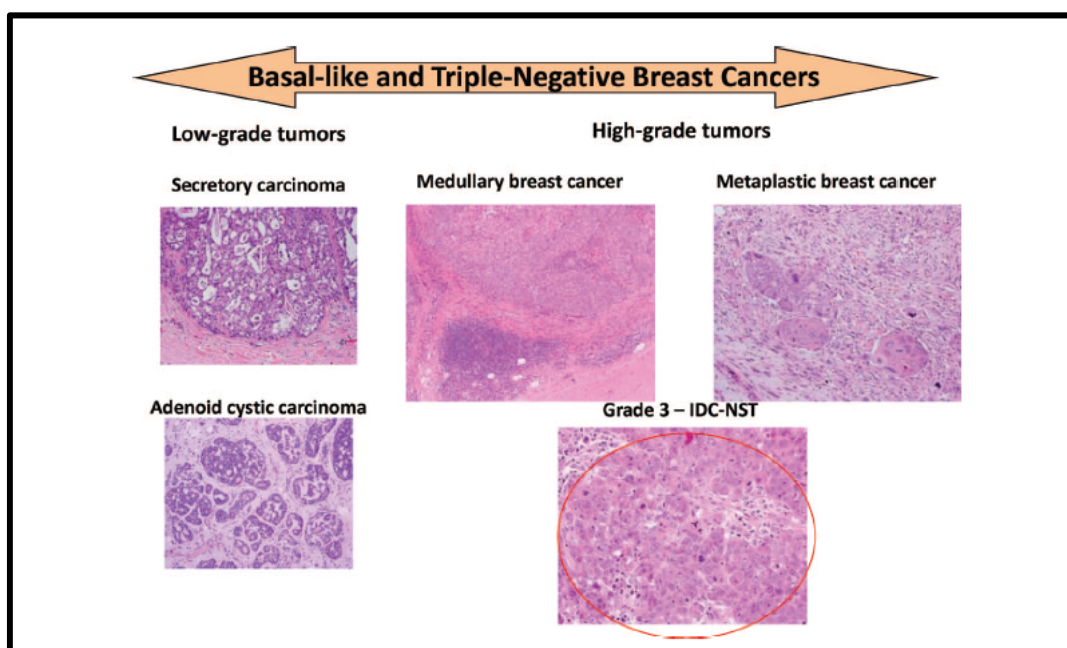 Basal-like and Triple-Negative Breast Cancers
Low-grade tumors
High-grade tumors
Secretory carcinoma
Medullary breast cancer
Metaplastic breast cancer
Adenoid cystic carcinoma
Grade 3 – IDC-NST